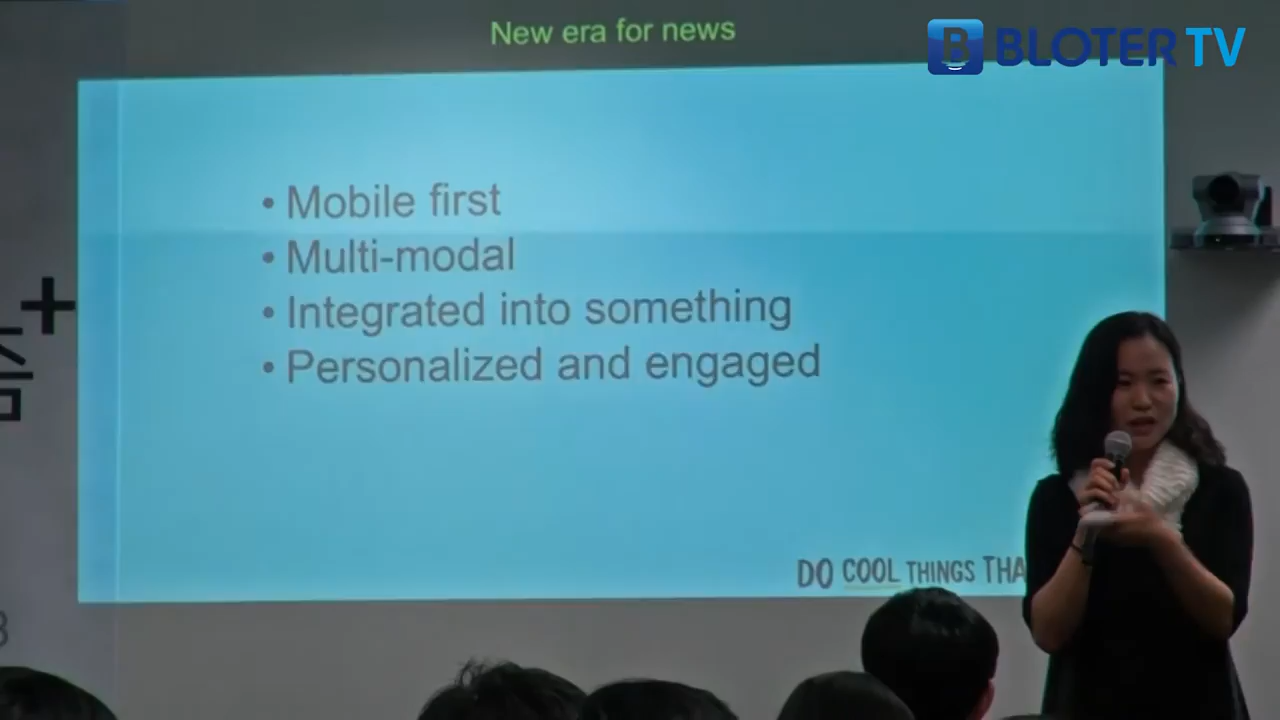 New era for news
BLOTER TV
• Mobile first
• Multi-modal
• Integrated into something
• Personalized and engaged
+
DO COOL THINGS THA